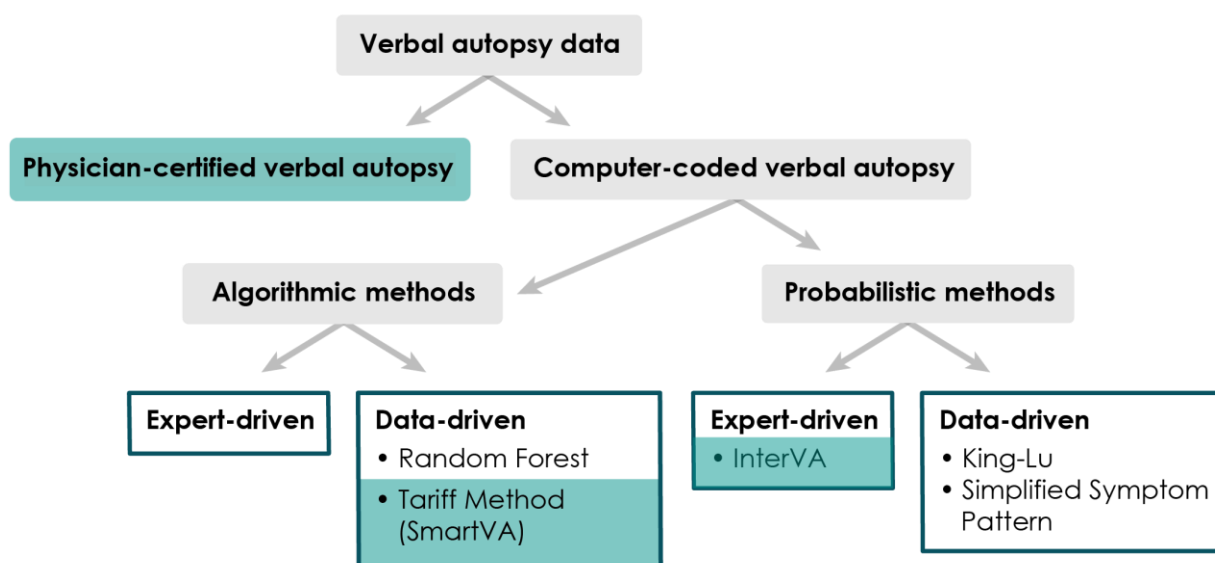 Verbal autopsy data
Physician-certified verbal autopsy
Computer-coded verbal autopsy
Algorithmic methods
Probabilistic methods
Expert-driven
Data-driven
• Random Forest
• Tariff Method
(SmartVA)
Expert-driven
• InterVA
Data-driven
• King-Lu
• Simplified Symptom
Pattern